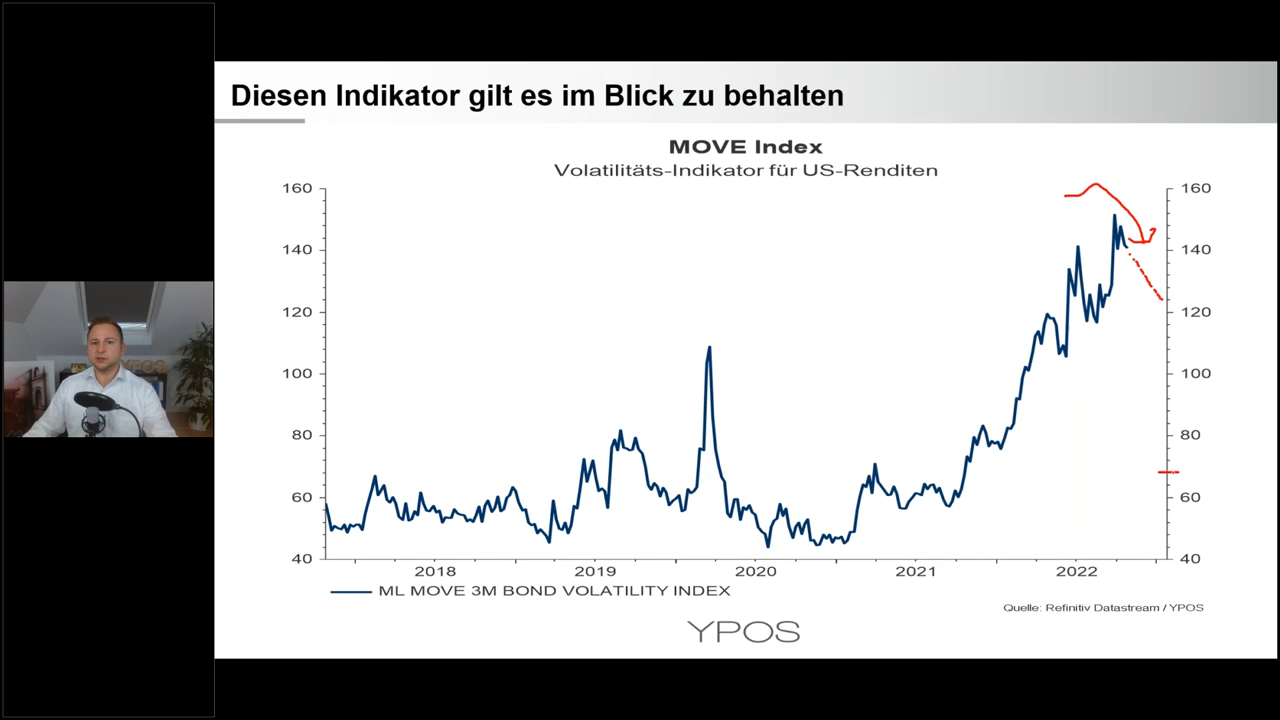 Diesen Indikator gilt es im Blick zu behalten
MOVE Index
Volatilitäts-Indikator für US-Renditen
160 160
140 140
120 120
100 100
80 80
60 60
40 40
2018 2019 2020 2021 2022
ML MOVE 3M BOND VOLATILITY INDEX
Quelle: Refinitiv Datastream / YPOS
YPOS
YPOS